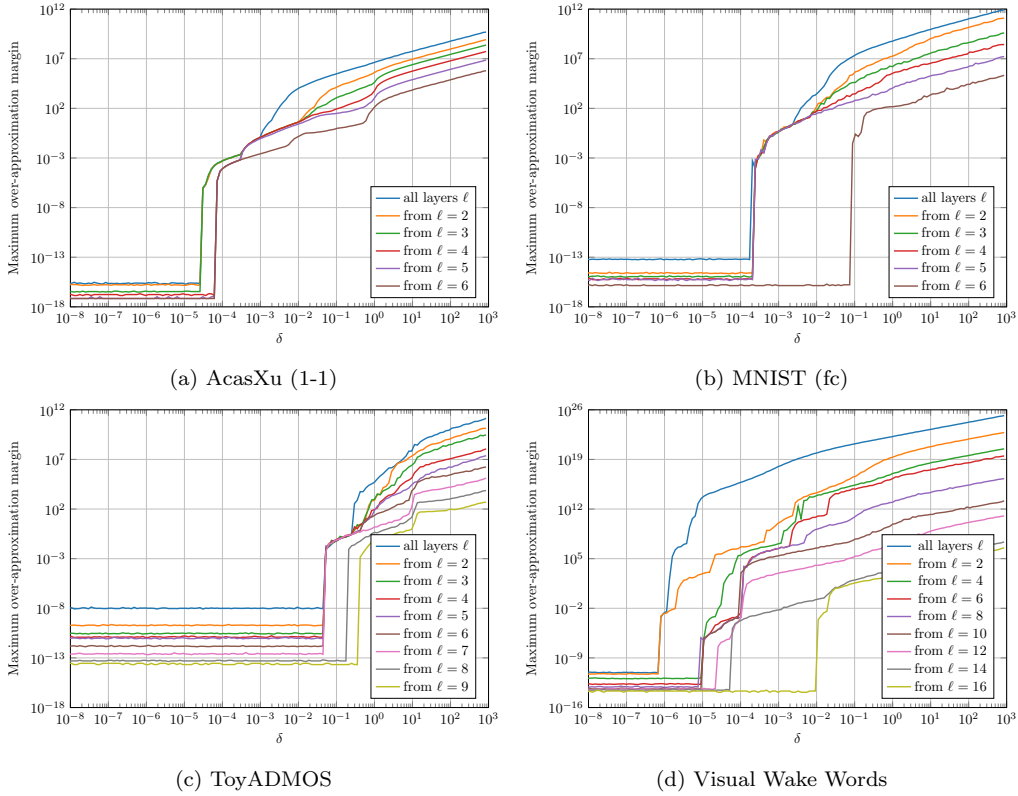 10^12
10^7
10^2
10^−3
10^−8
10^−13
10^−18
Maximum over-approximation margin
all layers ℓ
from ℓ = 2
from ℓ = 3
from ℓ = 4
from ℓ = 5
from ℓ = 6
10^−8 10^−7 10^−6 10^−5 10^−4 10^−3 10^−2 10^−1 10^0 10^1 10^2 10^3
δ
(a) AcasXu (1-1)
10^12
10^7
10^2
10^−3
10^−8
10^−13
10^−18
Maximum over-approximation margin
all layers ℓ
from ℓ = 2
from ℓ = 3
from ℓ = 4
from ℓ = 5
from ℓ = 6
10^−8 10^−7 10^−6 10^−5 10^−4 10^−3 10^−2 10^−1 10^0 10^1 10^2 10^3
δ
(b) MNIST (fc)
10^12
10^7
10^2
10^−3
10^−8
10^−13
10^−18
Maximum over-approximation margin
all layers ℓ
from ℓ = 2
from ℓ = 3
from ℓ = 4
from ℓ = 5
from ℓ = 6
from ℓ = 7
from ℓ = 8
from ℓ = 9
10^−8 10^−7 10^−6 10^−5 10^−4 10^−3 10^−2 10^−1 10^0 10^1 10^2 10^3
δ
(c) ToyADMOS
10^26
10^19
10^12
10^5
10^−2
10^−9
10^−16
Maximum over-approximation margin
all layers ℓ
from ℓ = 2
from ℓ = 4
from ℓ = 6
from ℓ = 8
from ℓ = 10
from ℓ = 12
from ℓ = 14
from ℓ = 16
10^−8 10^−7 10^−6 10^−5 10^−4 10^−3 10^−2 10^−1 10^0 10^1 10^2 10^3
δ
(d) Visual Wake Words